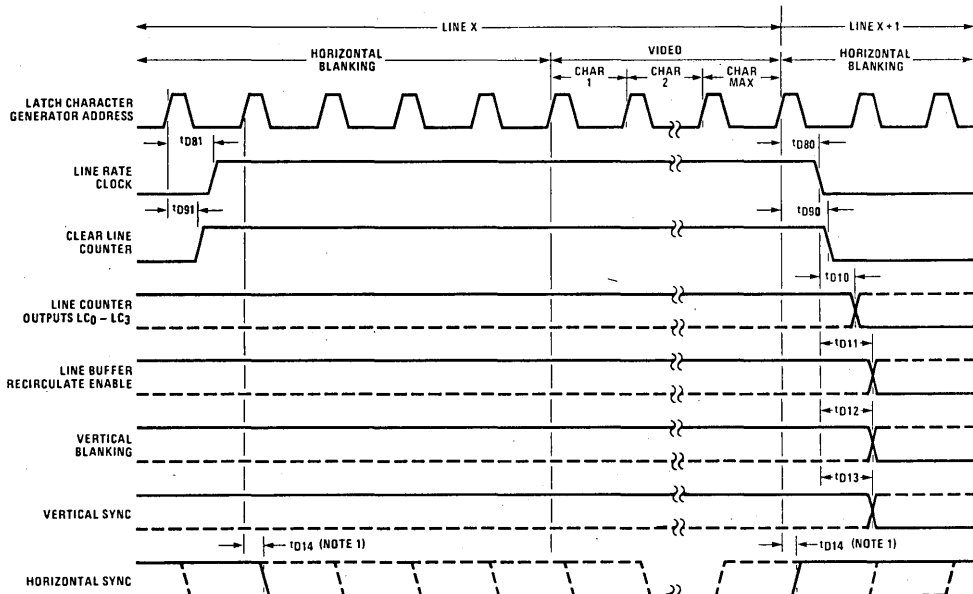 LINE X
LINE X + 1
HORIZONTAL
BLANKING
VIDEO
HORIZONTAL
BLANKING
CHAR
1
CHAR
2
CHAR
MAX
LATCH CHARACTER
GENERATOR ADDRESS
tD81
tD80
LINE RATE
CLOCK
tD91
tD90
CLEAR LINE
COUNTER
tD10
LINE COUNTER
OUTPUTS LC0 – LC3
tD11
LINE BUFFER
RECIRCULATE ENABLE
tD12
VERTICAL
BLANKING
tD13
VERTICAL SYNC
tD14 (NOTE 1)
tD14 (NOTE 1)
HORIZONTAL SYNC